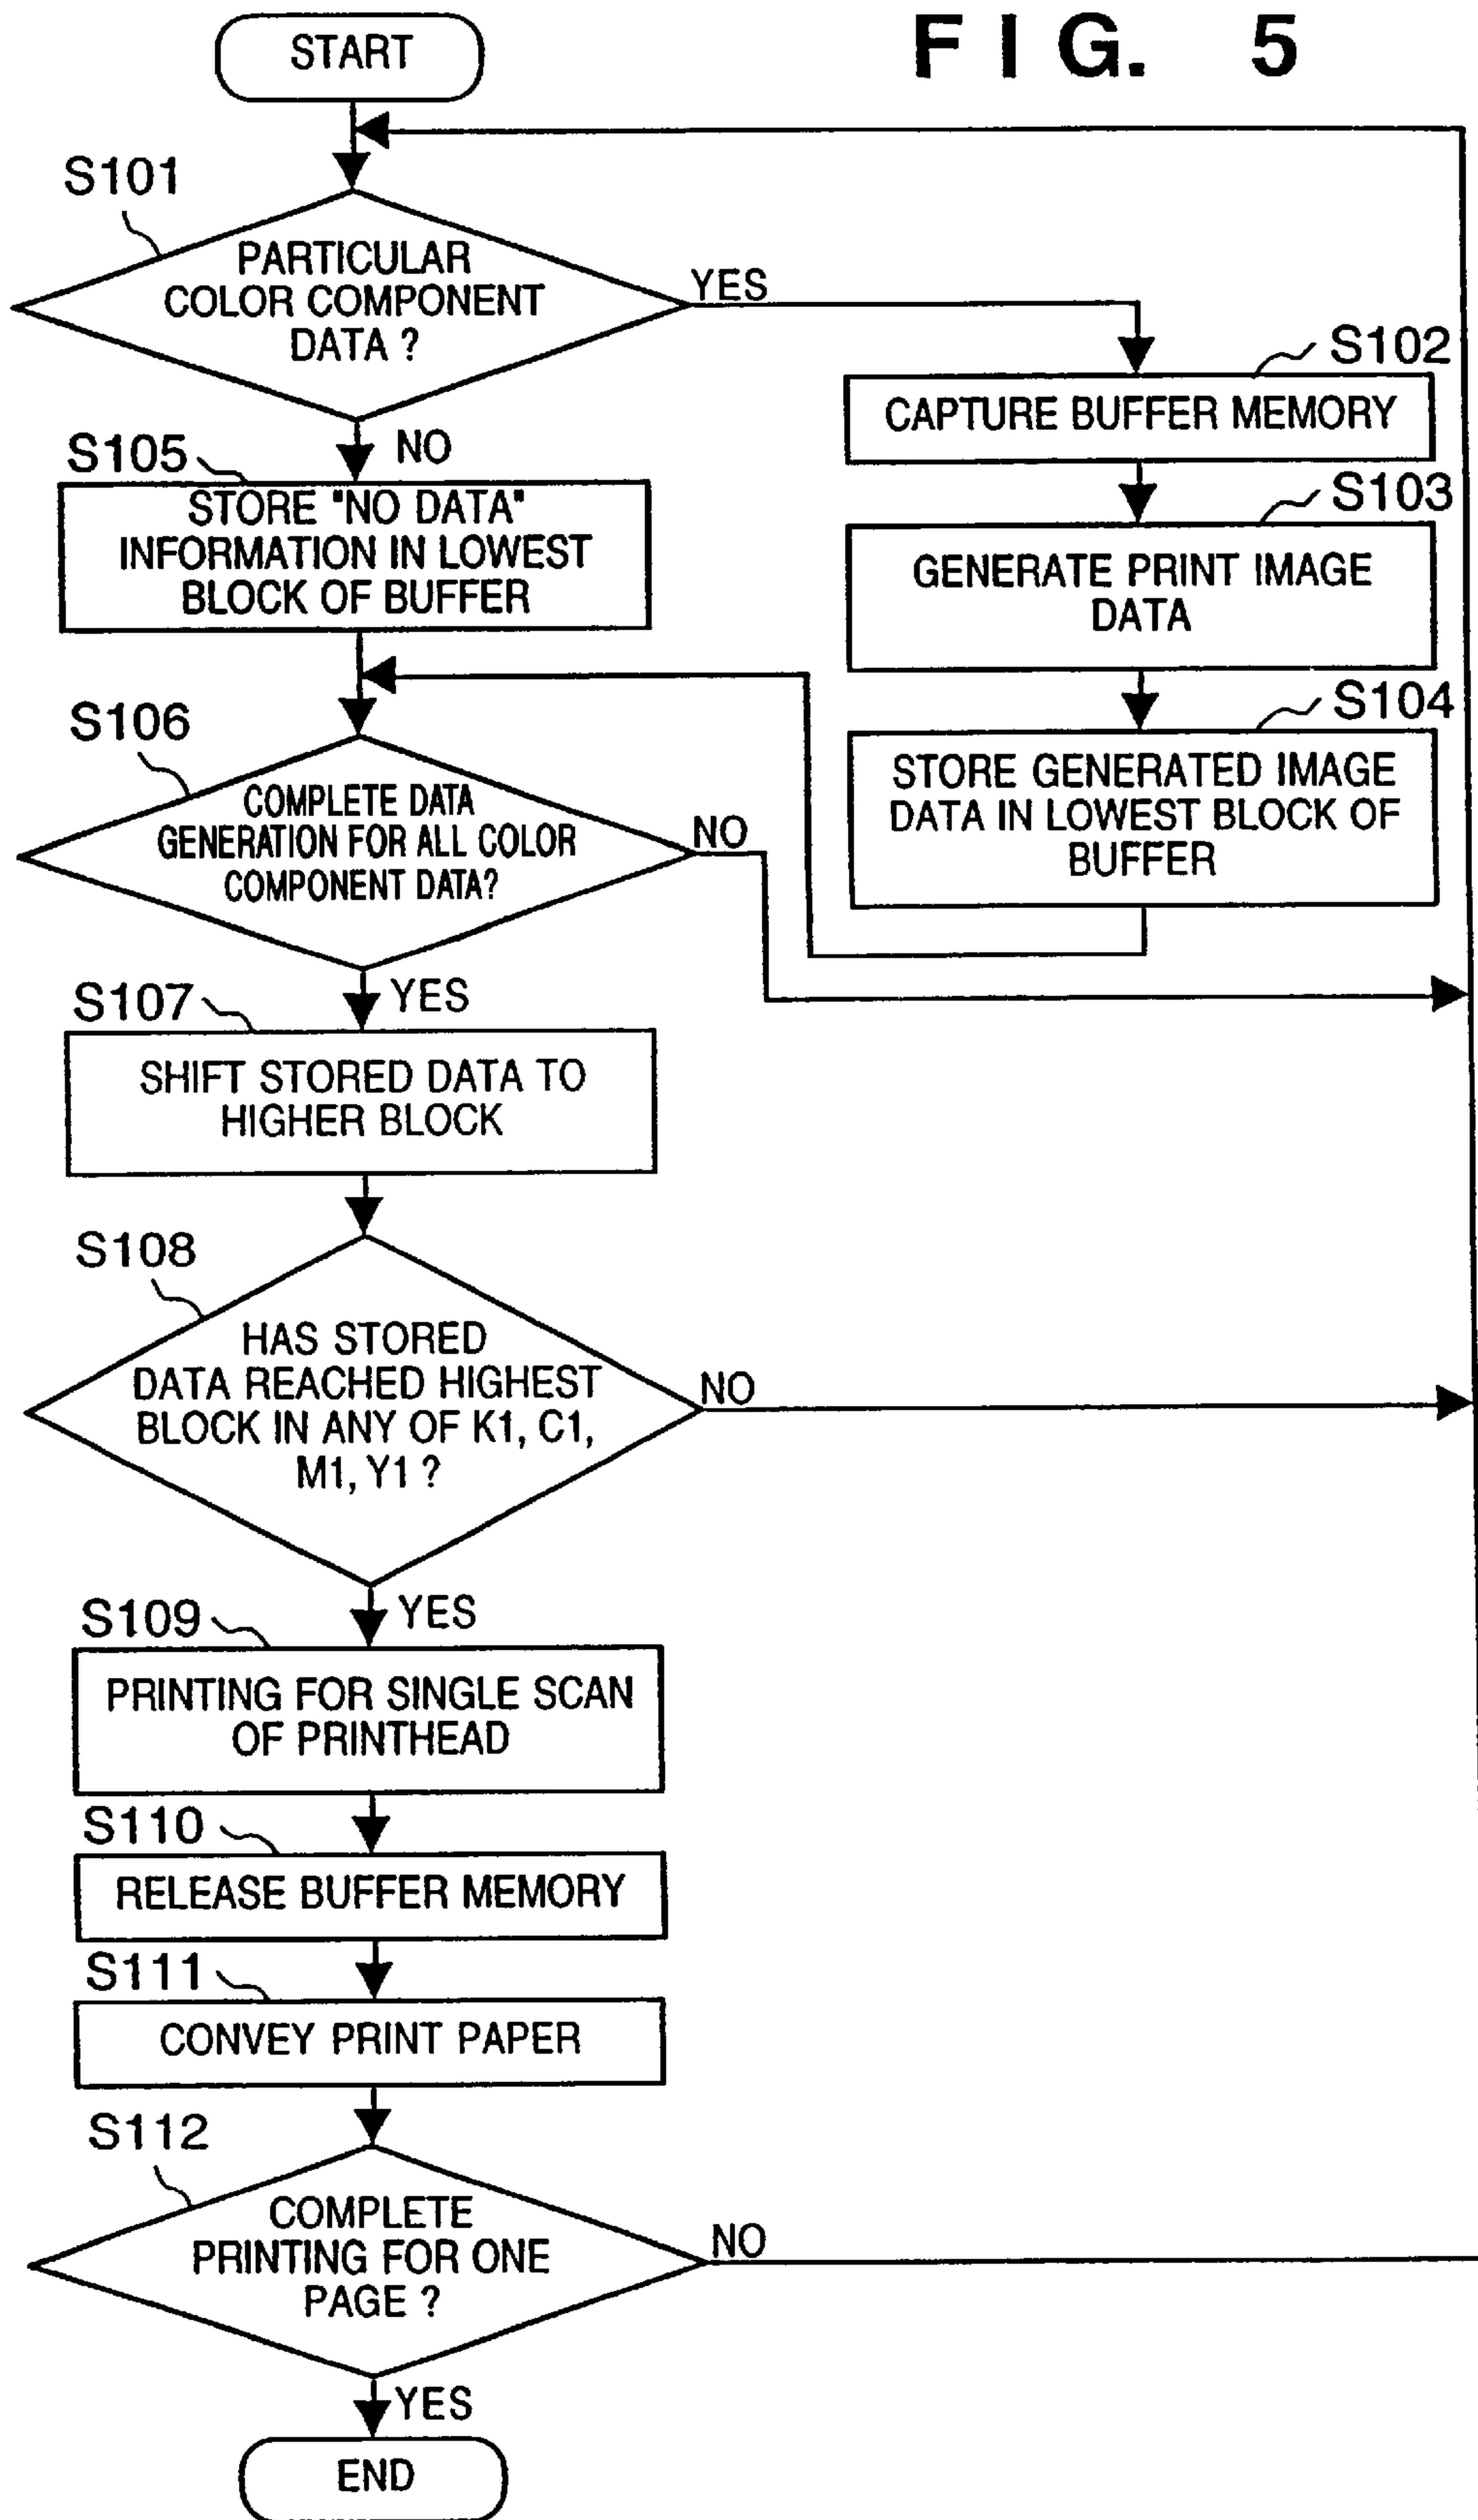 FIG. 5
START
S101
PARTICULAR
COLOR COMPONENT
DATA ?
YES
NO
S102
CAPTURE BUFFER MEMORY
S103
GENERATE PRINT IMAGE
DATA
S104
STORE GENERATED IMAGE
DATA IN LOWEST BLOCK OF
BUFFER
S105
STORE "NO DATA"
INFORMATION IN LOWEST
BLOCK OF BUFFER
S106
COMPLETE DATA
GENERATION FOR ALL COLOR
COMPONENT DATA?
NO
YES
S107
SHIFT STORED DATA TO
HIGHER BLOCK
S108
HAS STORED
DATA REACHED HIGHEST
BLOCK IN ANY OF K1, C1,
M1, Y1 ?
NO
YES
S109
PRINTING FOR SINGLE SCAN
OF PRINTHEAD
S110
RELEASE BUFFER MEMORY
S111
CONVEY PRINT PAPER
S112
COMPLETE
PRINTING FOR ONE
PAGE ?
NO
YES
END